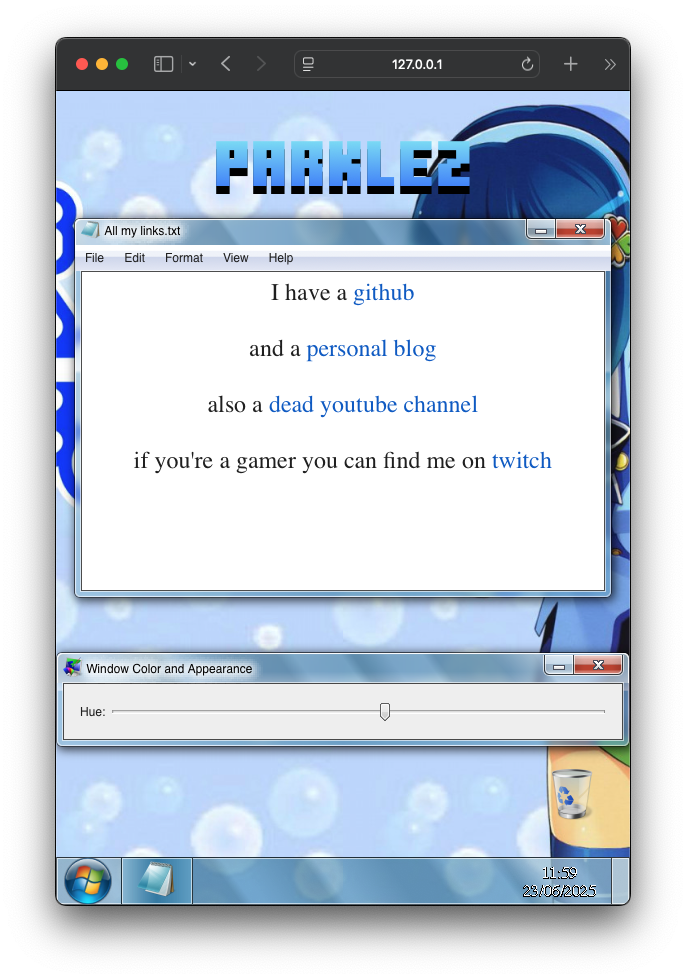 127.0.0.1
PARKLEZ
All my links.txt
File Edit Format View Help
I have a github
and a personal blog
also a dead youtube channel
if you're a gamer you can find me on twitch
Window Color and Appearance
Hue:
11:59
23/06/2025